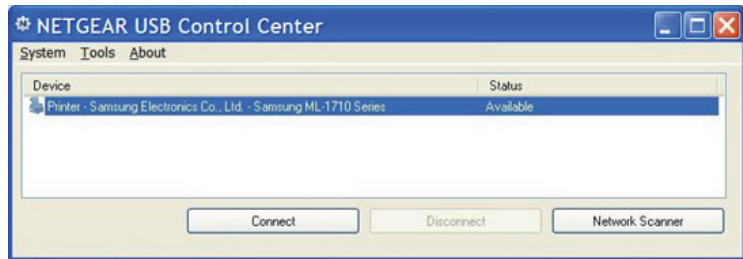 NETGEAR USB Control Center
System Tools About
Device Status
Printer - Samsung Electronics Co., Ltd. - Samsung ML-1710 Series Available
Connect Disconnect Network Scanner